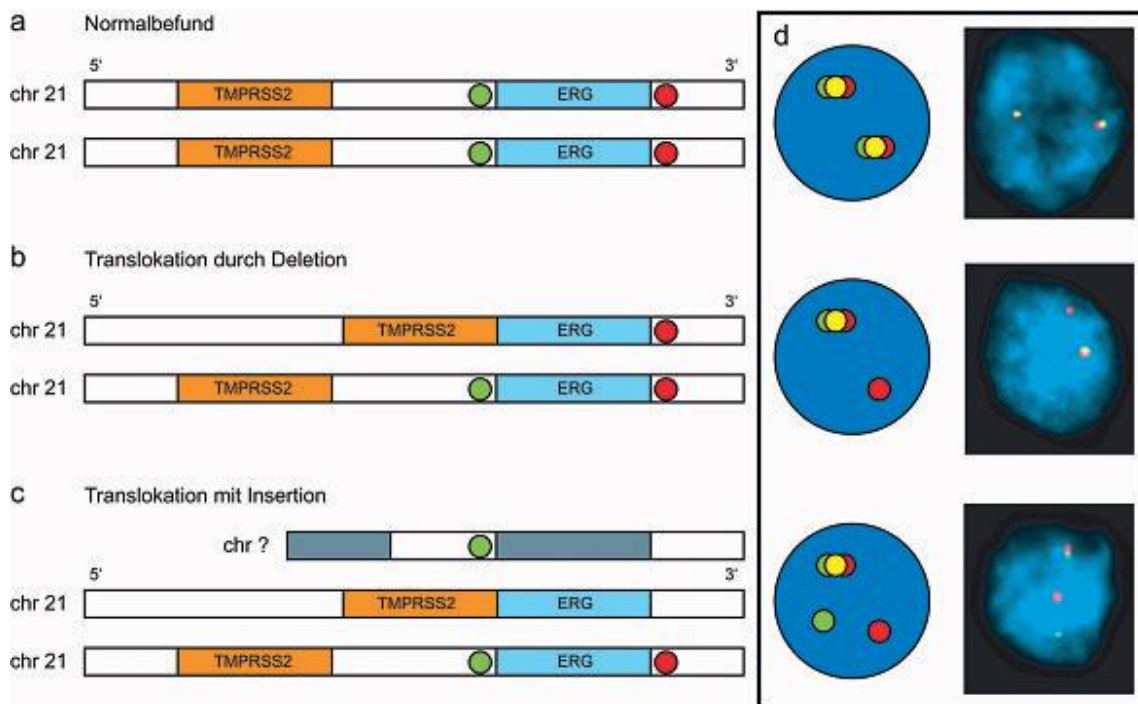 a Normalbefund
5' 3'
chr 21 TMPRSS2 ERG
chr 21 TMPRSS2 ERG
b Translokation durch Deletion
5' 3'
chr 21 TMPRSS2 ERG
chr 21 TMPRSS2 ERG
c Translokation mit Insertion
chr ?
5' 3'
chr 21 TMPRSS2 ERG
chr 21 TMPRSS2 ERG
d